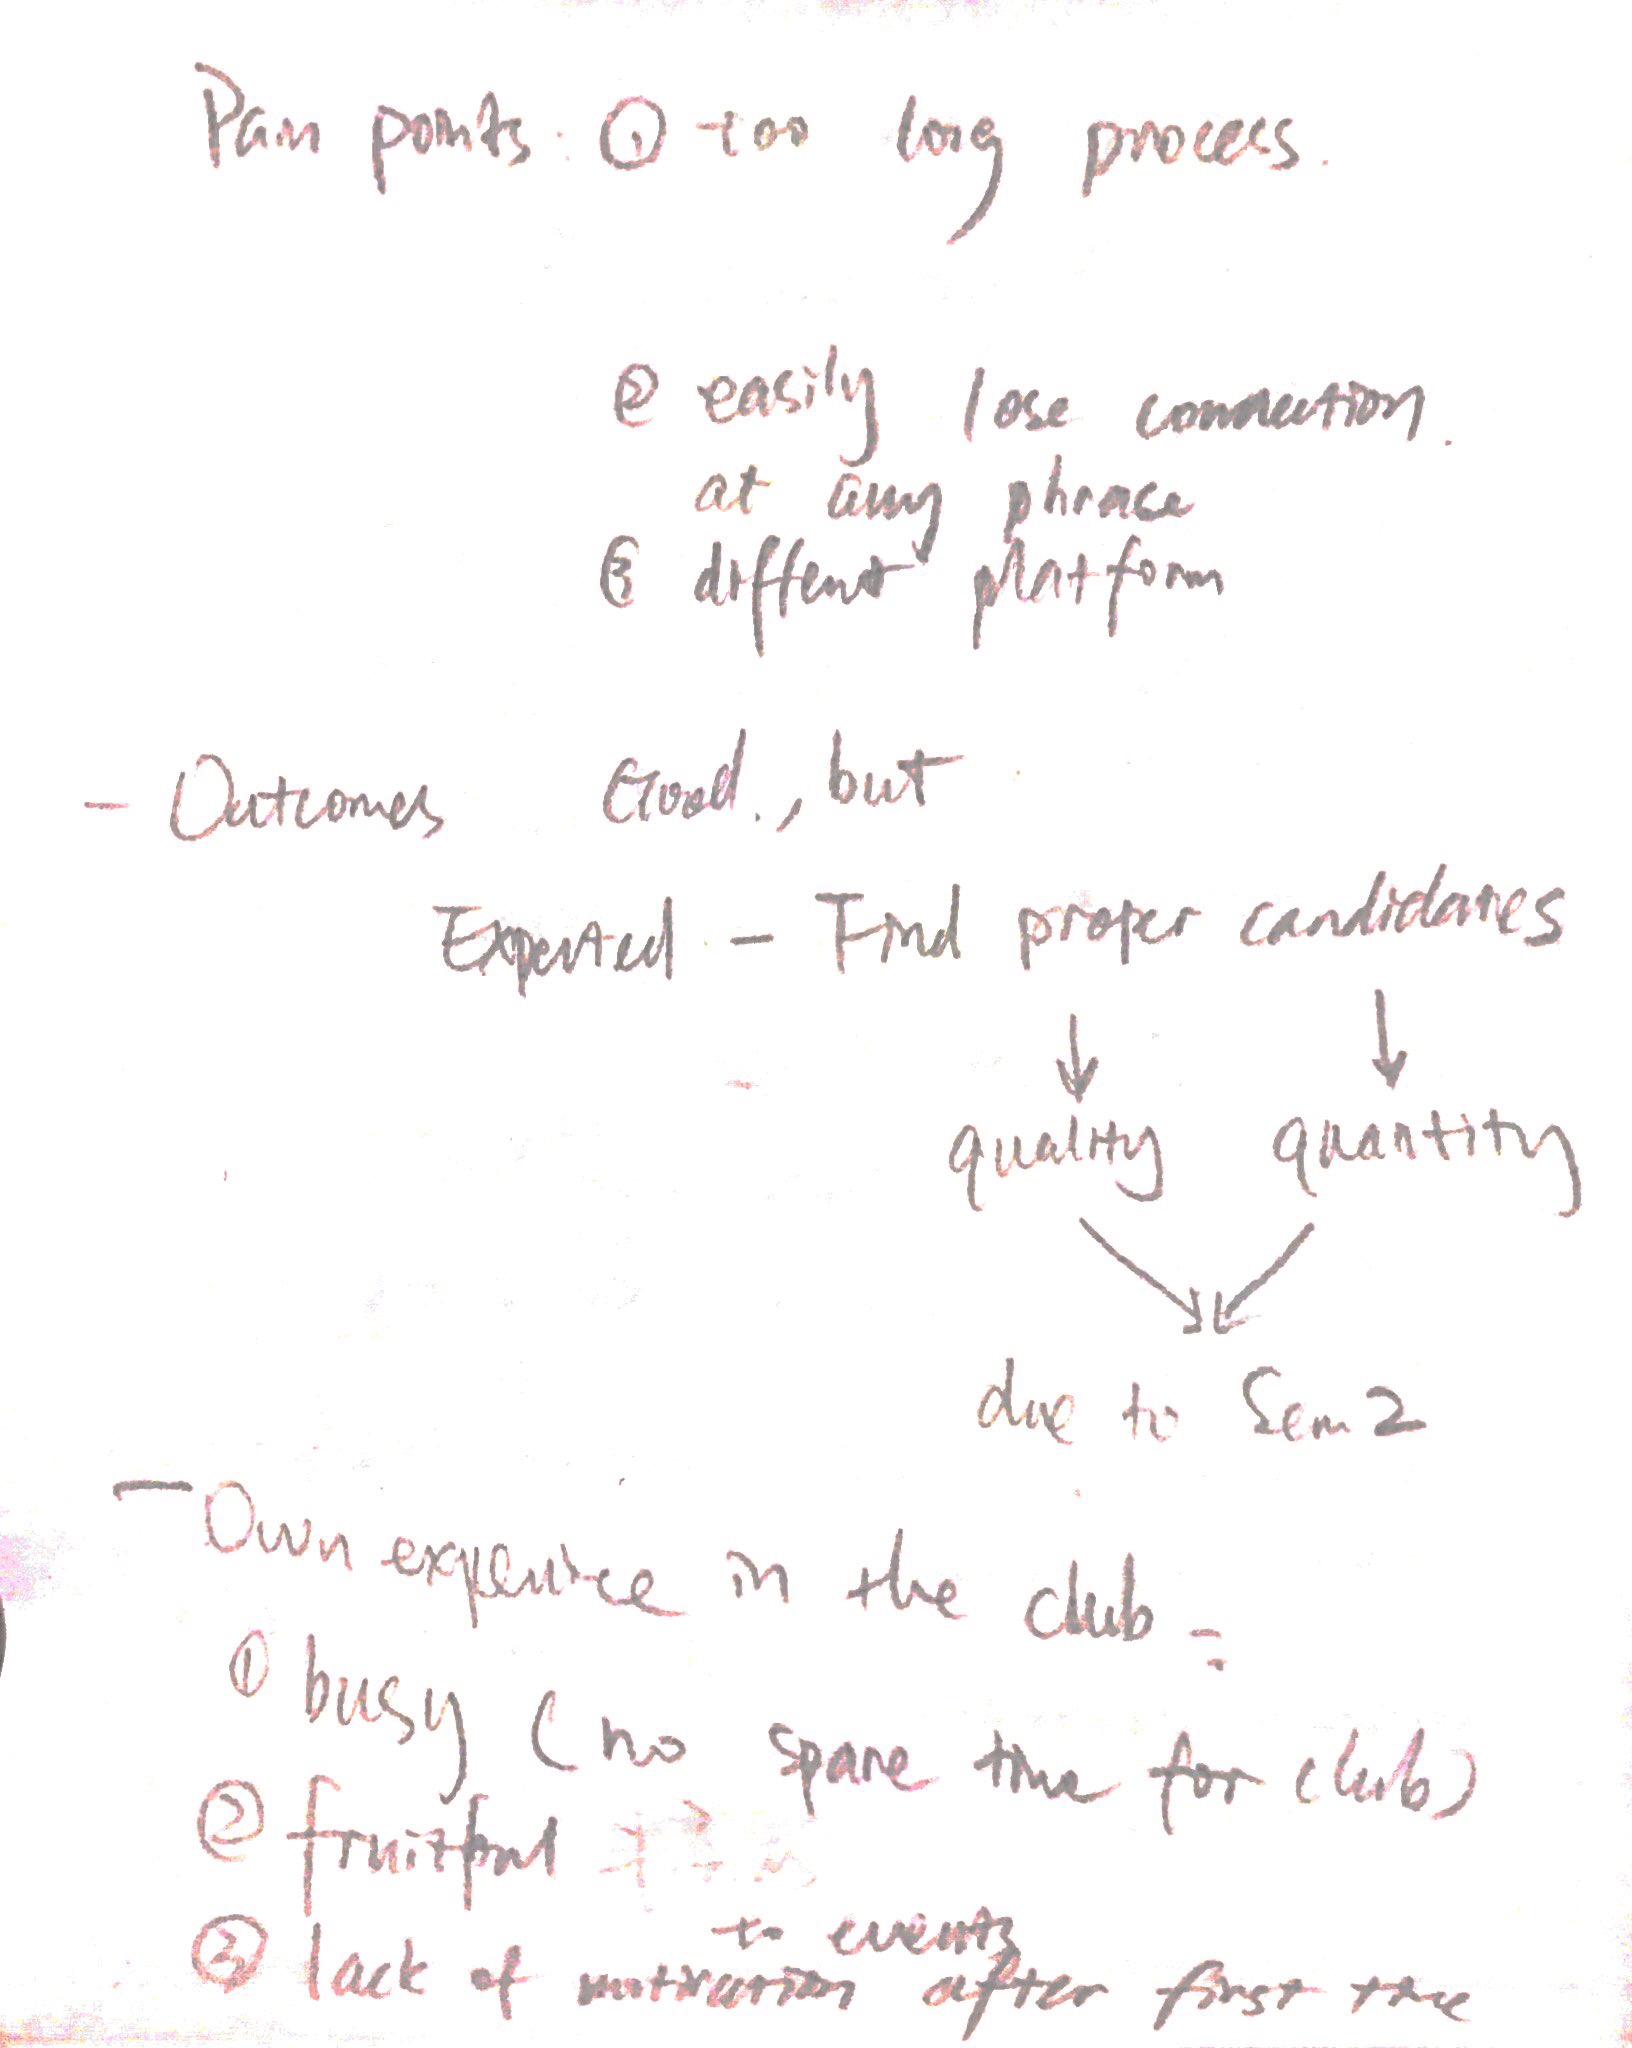 Pain points: ① too long process.
② easily lose connection.
at any phrase
③ diffent platform
- Outcomes Good., but
Expected - Find proper candidates
↓ ↓
quality quantity
due to Sem 2
- Own experience in the club :
① busy (no spare time for club)
② fruitful
to events
③ lack of motivation after first time